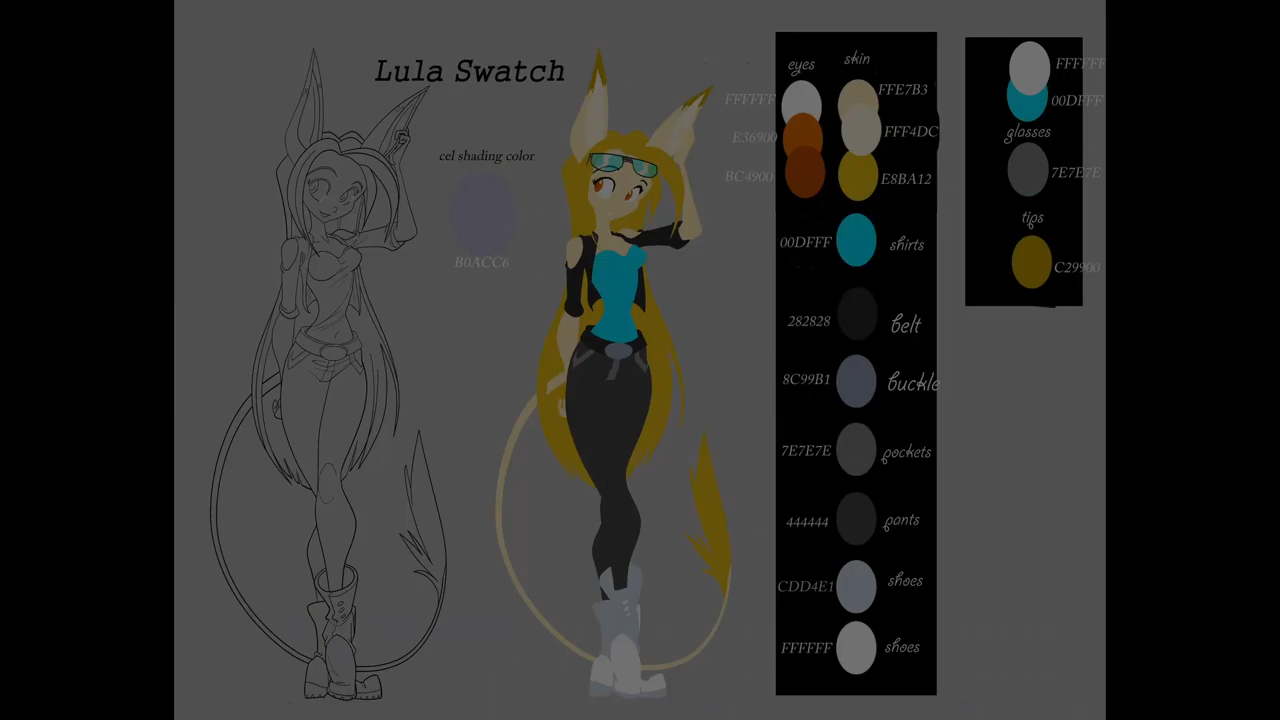 Lula Swatch
cel shading color
B0ACC6
eyes
skin
FFFFFF
FFE7B3
E36900
FFF4DC
BC4900
E8BA12
00DFFF
shirts
282828
belt
8C99B1
buckle
7E7E7E
pockets
444444
pants
CDD4E1
shoes
FFFFFF
shoes
FFFFFF
00DFFF
glasses
7E7E7E
tips
C29900